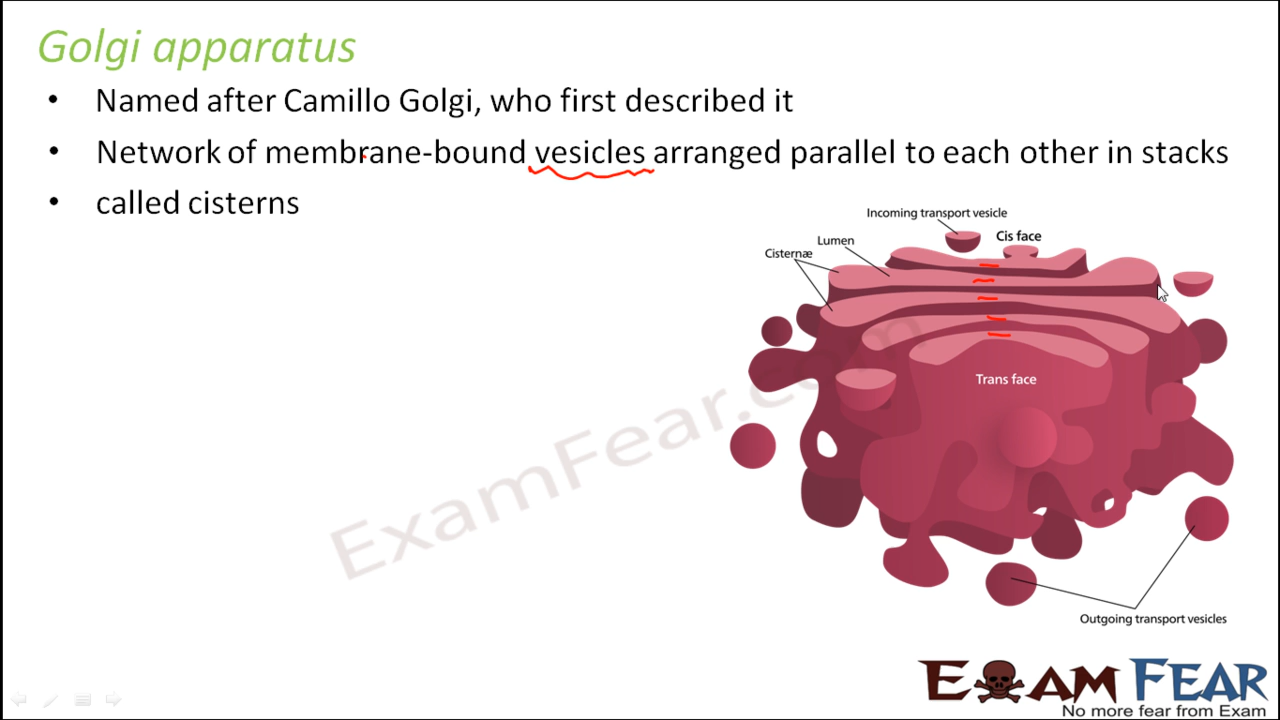 Golgi apparatus
• Named after Camillo Golgi, who first described it
• Network of membrane-bound vesicles arranged parallel to each other in stacks
• called cisterns
Incoming transport vesicle
Cis face
Lumen
Cisternæ
Trans face
Outgoing transport vesicles
ExamFear.com
EXAM FEAR
No more fear from Exam